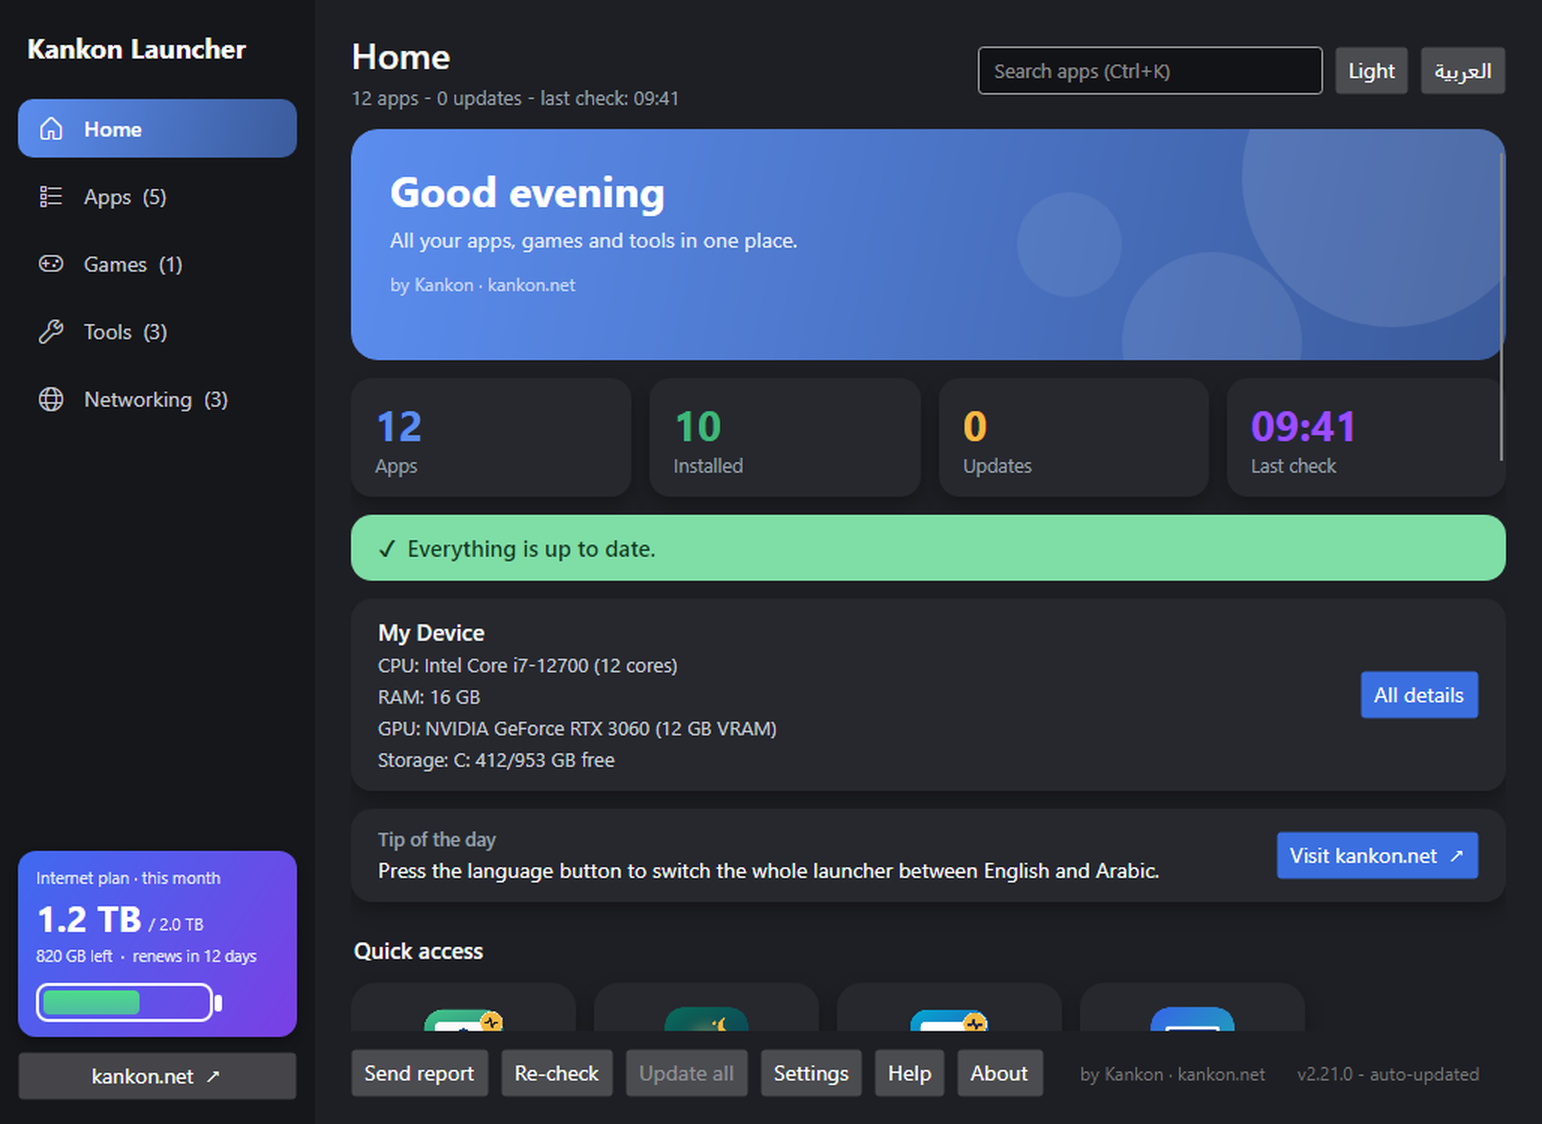 Kankon Launcher
Home
Apps (5)
Games (1)
Tools (3)
Networking (3)
Internet plan · this month
1.2 TB / 2.0 TB
820 GB left · renews in 12 days
kankon.net ↗
Home
12 apps - 0 updates - last check: 09:41
Search apps (Ctrl+K)
Light
العربية
Good evening
All your apps, games and tools in one place.
by Kankon · kankon.net
12
Apps
10
Installed
0
Updates
09:41
Last check
✓ Everything is up to date.
My Device
CPU: Intel Core i7-12700 (12 cores)
RAM: 16 GB
GPU: NVIDIA GeForce RTX 3060 (12 GB VRAM)
Storage: C: 412/953 GB free
All details
Tip of the day
Press the language button to switch the whole launcher between English and Arabic.
Visit kankon.net ↗
Quick access
Send report
Re-check
Update all
Settings
Help
About
by Kankon · kankon.net
v2.21.0 - auto-updated